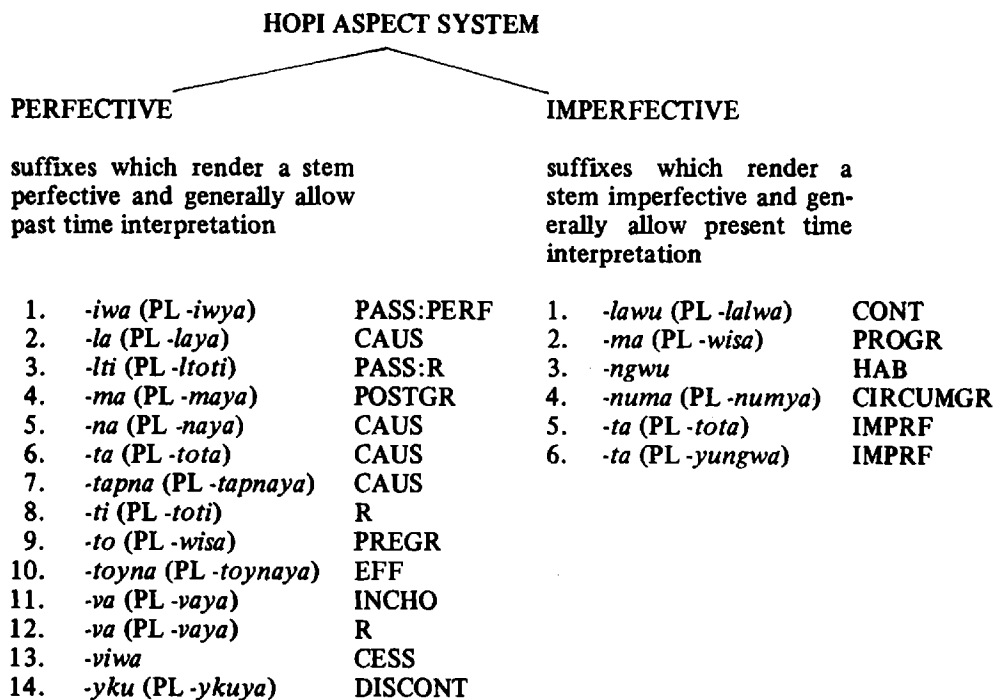 HOPI ASPECT SYSTEM
PERFECTIVE
suffixes which render a stem
perfective and generally allow
past time interpretation
1. -iwa (PL -iwya) PASS:PERF
2. -la (PL -laya) CAUS
3. -lti (PL -ltoti) PASS:R
4. -ma (PL -maya) POSTGR
5. -na (PL -naya) CAUS
6. -ta (PL -tota) CAUS
7. -tapna (PL -tapnaya) CAUS
8. -ti (PL -toti) R
9. -to (PL -wisa) PREGR
10. -toyna (PL -toynaya) EFF
11. -va (PL -vaya) INCHO
12. -va (PL -vaya) R
13. -viwa CESS
14. -yku (PL -ykuya) DISCONT
IMPERFECTIVE
suffixes which render a
stem imperfective and gen-
erally allow present time
interpretation
1. -lawu (PL -lalwa) CONT
2. -ma (PL -wisa) PROGR
3. -ngwu HAB
4. -numa (PL -numya) CIRCUMGR
5. -ta (PL -tota) IMPRF
6. -ta (PL -yungwa) IMPRF